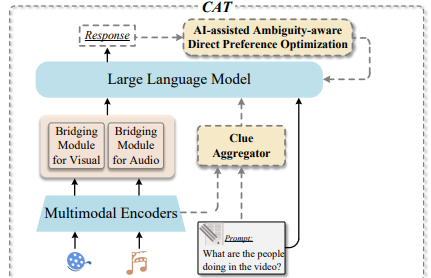 CAT
Response
AI-assisted Ambiguity-aware
Direct Preference Optimization
Large Language Model
Bridging
Module
for Visual
Bridging
Module
for Audio
Clue
Aggregator
Multimodal Encoders
Prompt:
What are the people
doing in the video?